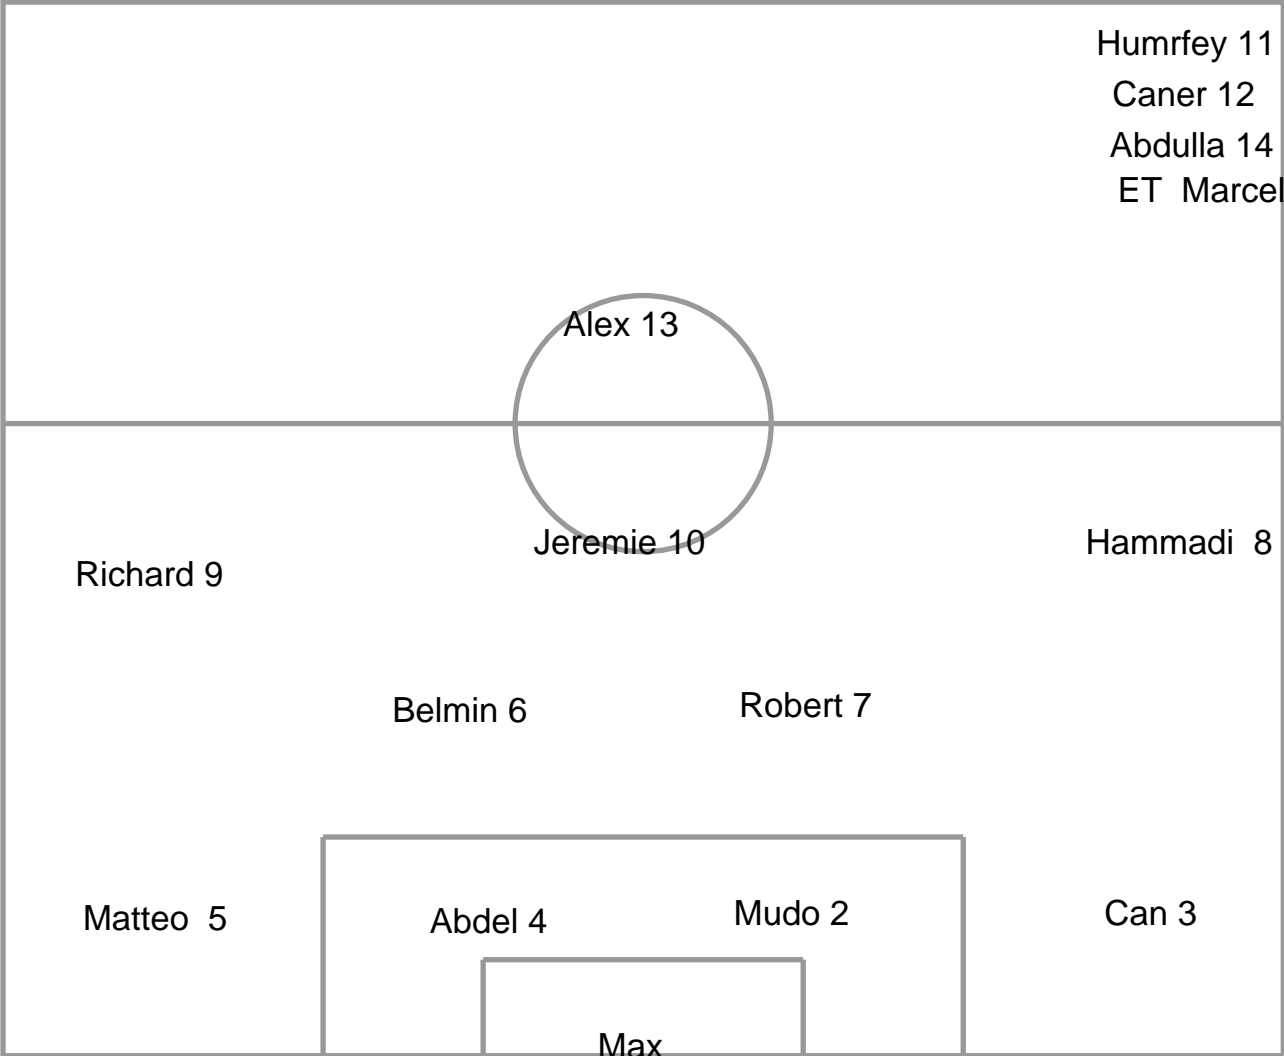 Humrfey 11
Caner 12
Abdulla 14
ET  Marcel
Alex 13
Jeremie 10
Hammadi  8
Richard 9
Belmin 6
Robert 7
Matteo  5
Abdel 4
Mudo 2
Can 3
Max